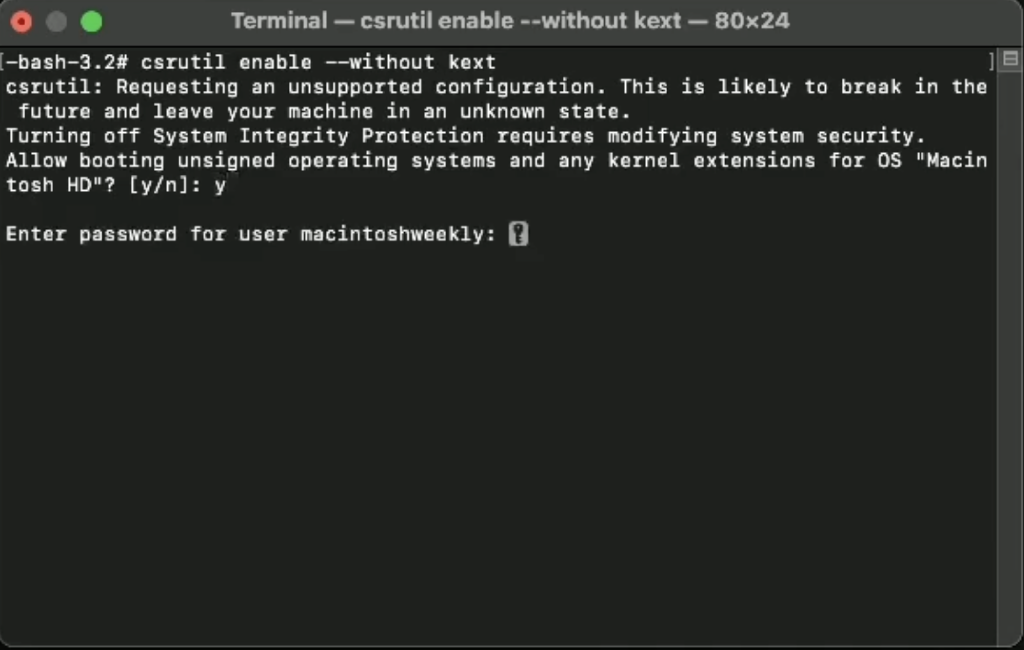 Terminal — csrutil enable --without kext — 80×24
[-bash-3.2# csrutil enable --without kext ]
csrutil: Requesting an unsupported configuration. This is likely to break in the
 future and leave your machine in an unknown state.
Turning off System Integrity Protection requires modifying system security.
Allow booting unsigned operating systems and any kernel extensions for OS "Macin
tosh HD"? [y/n]: y
Enter password for user macintoshweekly: